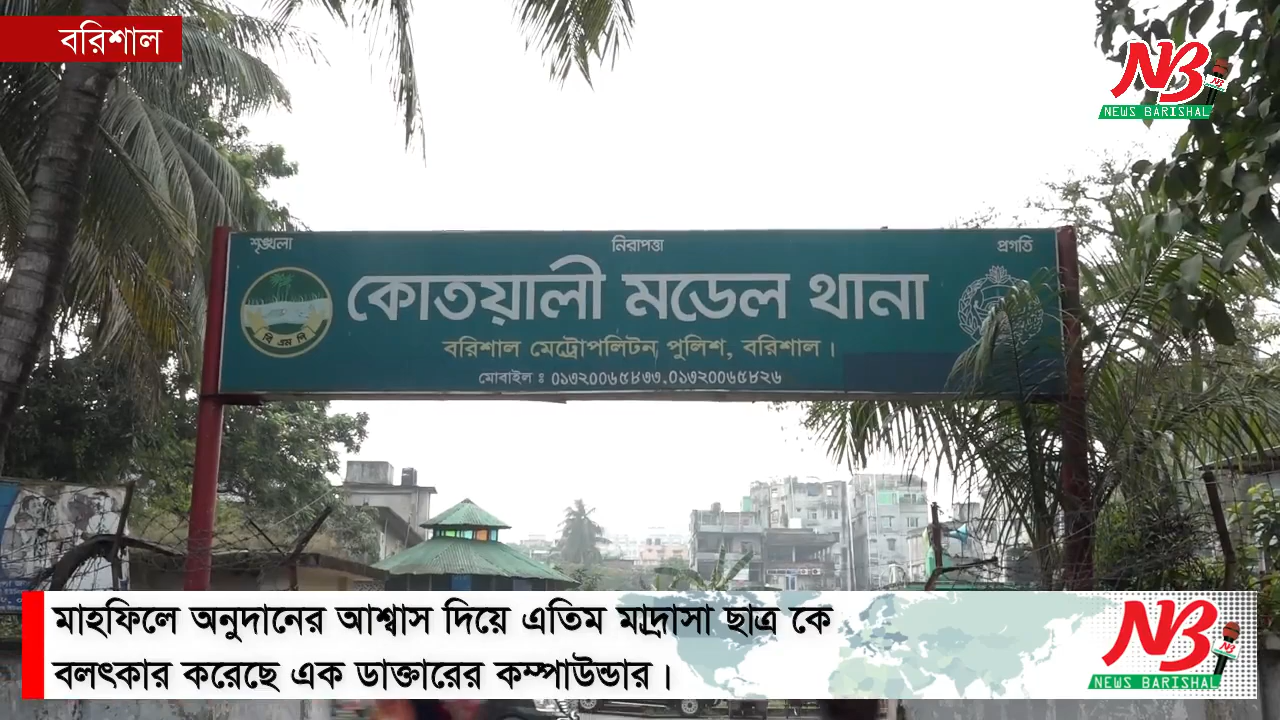 বরিশাল
NB
NEWS BARISHAL
শৃঙ্খলা নিরাপত্তা প্রগতি
কোতয়ালী মডেল থানা
বি এম পি
বরিশাল মেট্রোপলিটন পুলিশ, বরিশাল।
মোবাইল ঃ ০১৩২০০৬৫৮৩৩,০১৩২০০৬৫৮২৬
মাহফিলে অনুদানের আশ্বাস দিয়ে এতিম মাদ্রাসা ছাত্র কে
বলৎকার করেছে এক ডাক্তারের কম্পাউন্ডার।
NB
NEWS BARISHAL